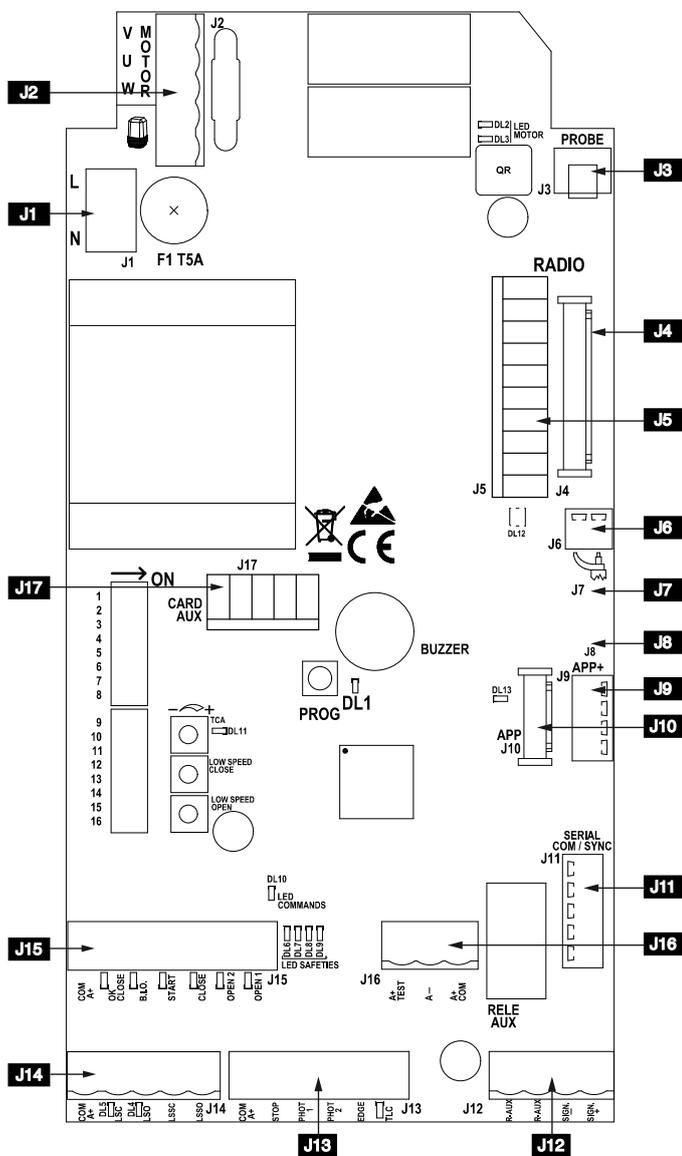 J2
V
U
W
MOTOR
J2
DL2
DL3
LED
MOTOR
PROBE
QR
J3
J3
L
N
J1
J1
F1 T5A
RADIO
J4
J5
J5
J4
DL12
J6
J6
J17
ON
J17
CARD
AUX
CE
J7
J7
BUZZER
J8
J8
1
2
3
4
5
6
7
8
PROG
DL1
J9
APP+
J9
DL13
APP
J10
J10
9
10
11
12
13
14
15
16
− +
TCA
DL11
LOW SPEED
CLOSE
LOW SPEED
OPEN
SERIAL
COM / SYNC
J11
J11
DL10
LED
COMMANDS
DL6
DL7
DL8
DL9
LED SAFETIES
J15
J15
COM
A+
OK
CLOSE
B.I.O.
START
CLOSE
OPEN 2
OPEN 1
J16
J16
A+
TEST
A −
A+
COM
RELE
AUX
J14
J14
COM
A+
DL5
LSC
DL4
LSO
LSSC
LSSO
J13
COM
A+
STOP
PHOT
1
PHOT
2
EDGE
TLC
J13
J12
R-AUX
R-AUX
SIGN.
−
SIGN.
+
J12